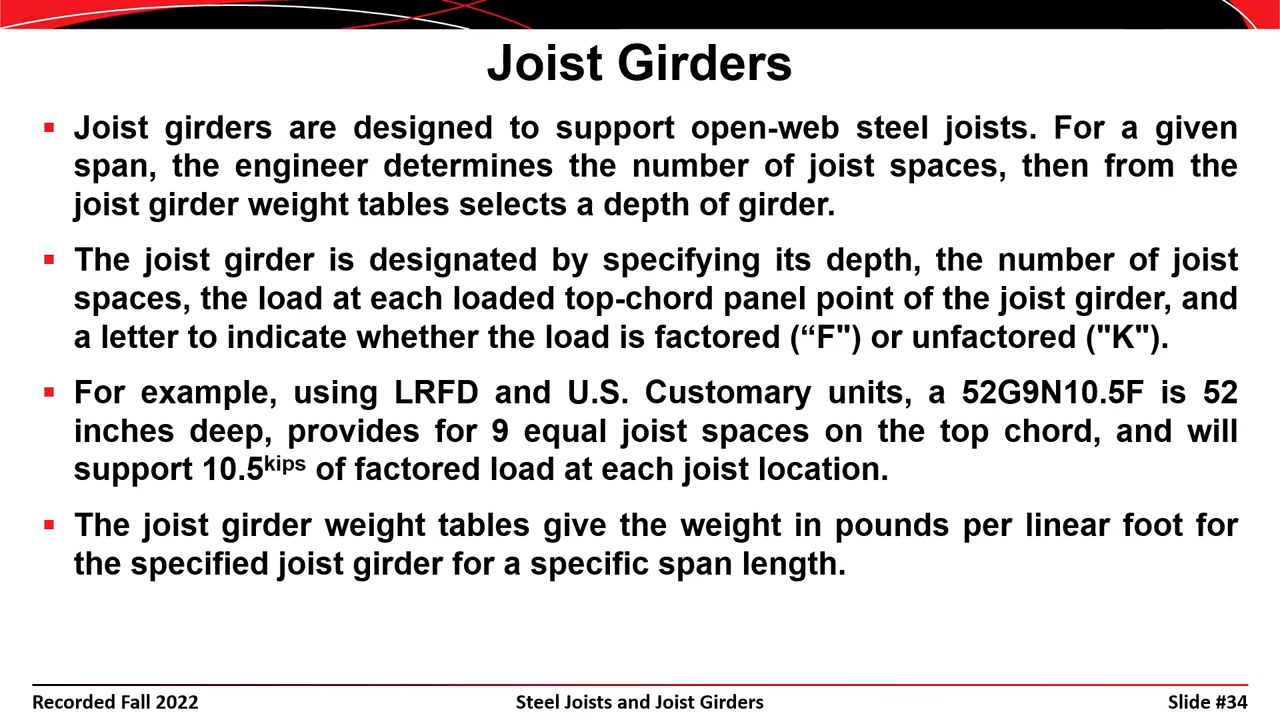 Joist Girders
Joist girders are designed to support open-web steel joists. For a given
span, the engineer determines the number of joist spaces, then from the
joist girder weight tables selects a depth of girder.
The joist girder is designated by specifying its depth, the number of joist
spaces, the load at each loaded top-chord panel point of the joist girder, and
a letter to indicate whether the load is factored (“F") or unfactored ("K").
For example, using LRFD and U.S. Customary units, a 52G9N10.5F is 52
inches deep, provides for 9 equal joist spaces on the top chord, and will
support 10.5kips of factored load at each joist location.
The joist girder weight tables give the weight in pounds per linear foot for
the specified joist girder for a specific span length.
Recorded Fall 2022
Steel Joists and Joist Girders
Slide #34